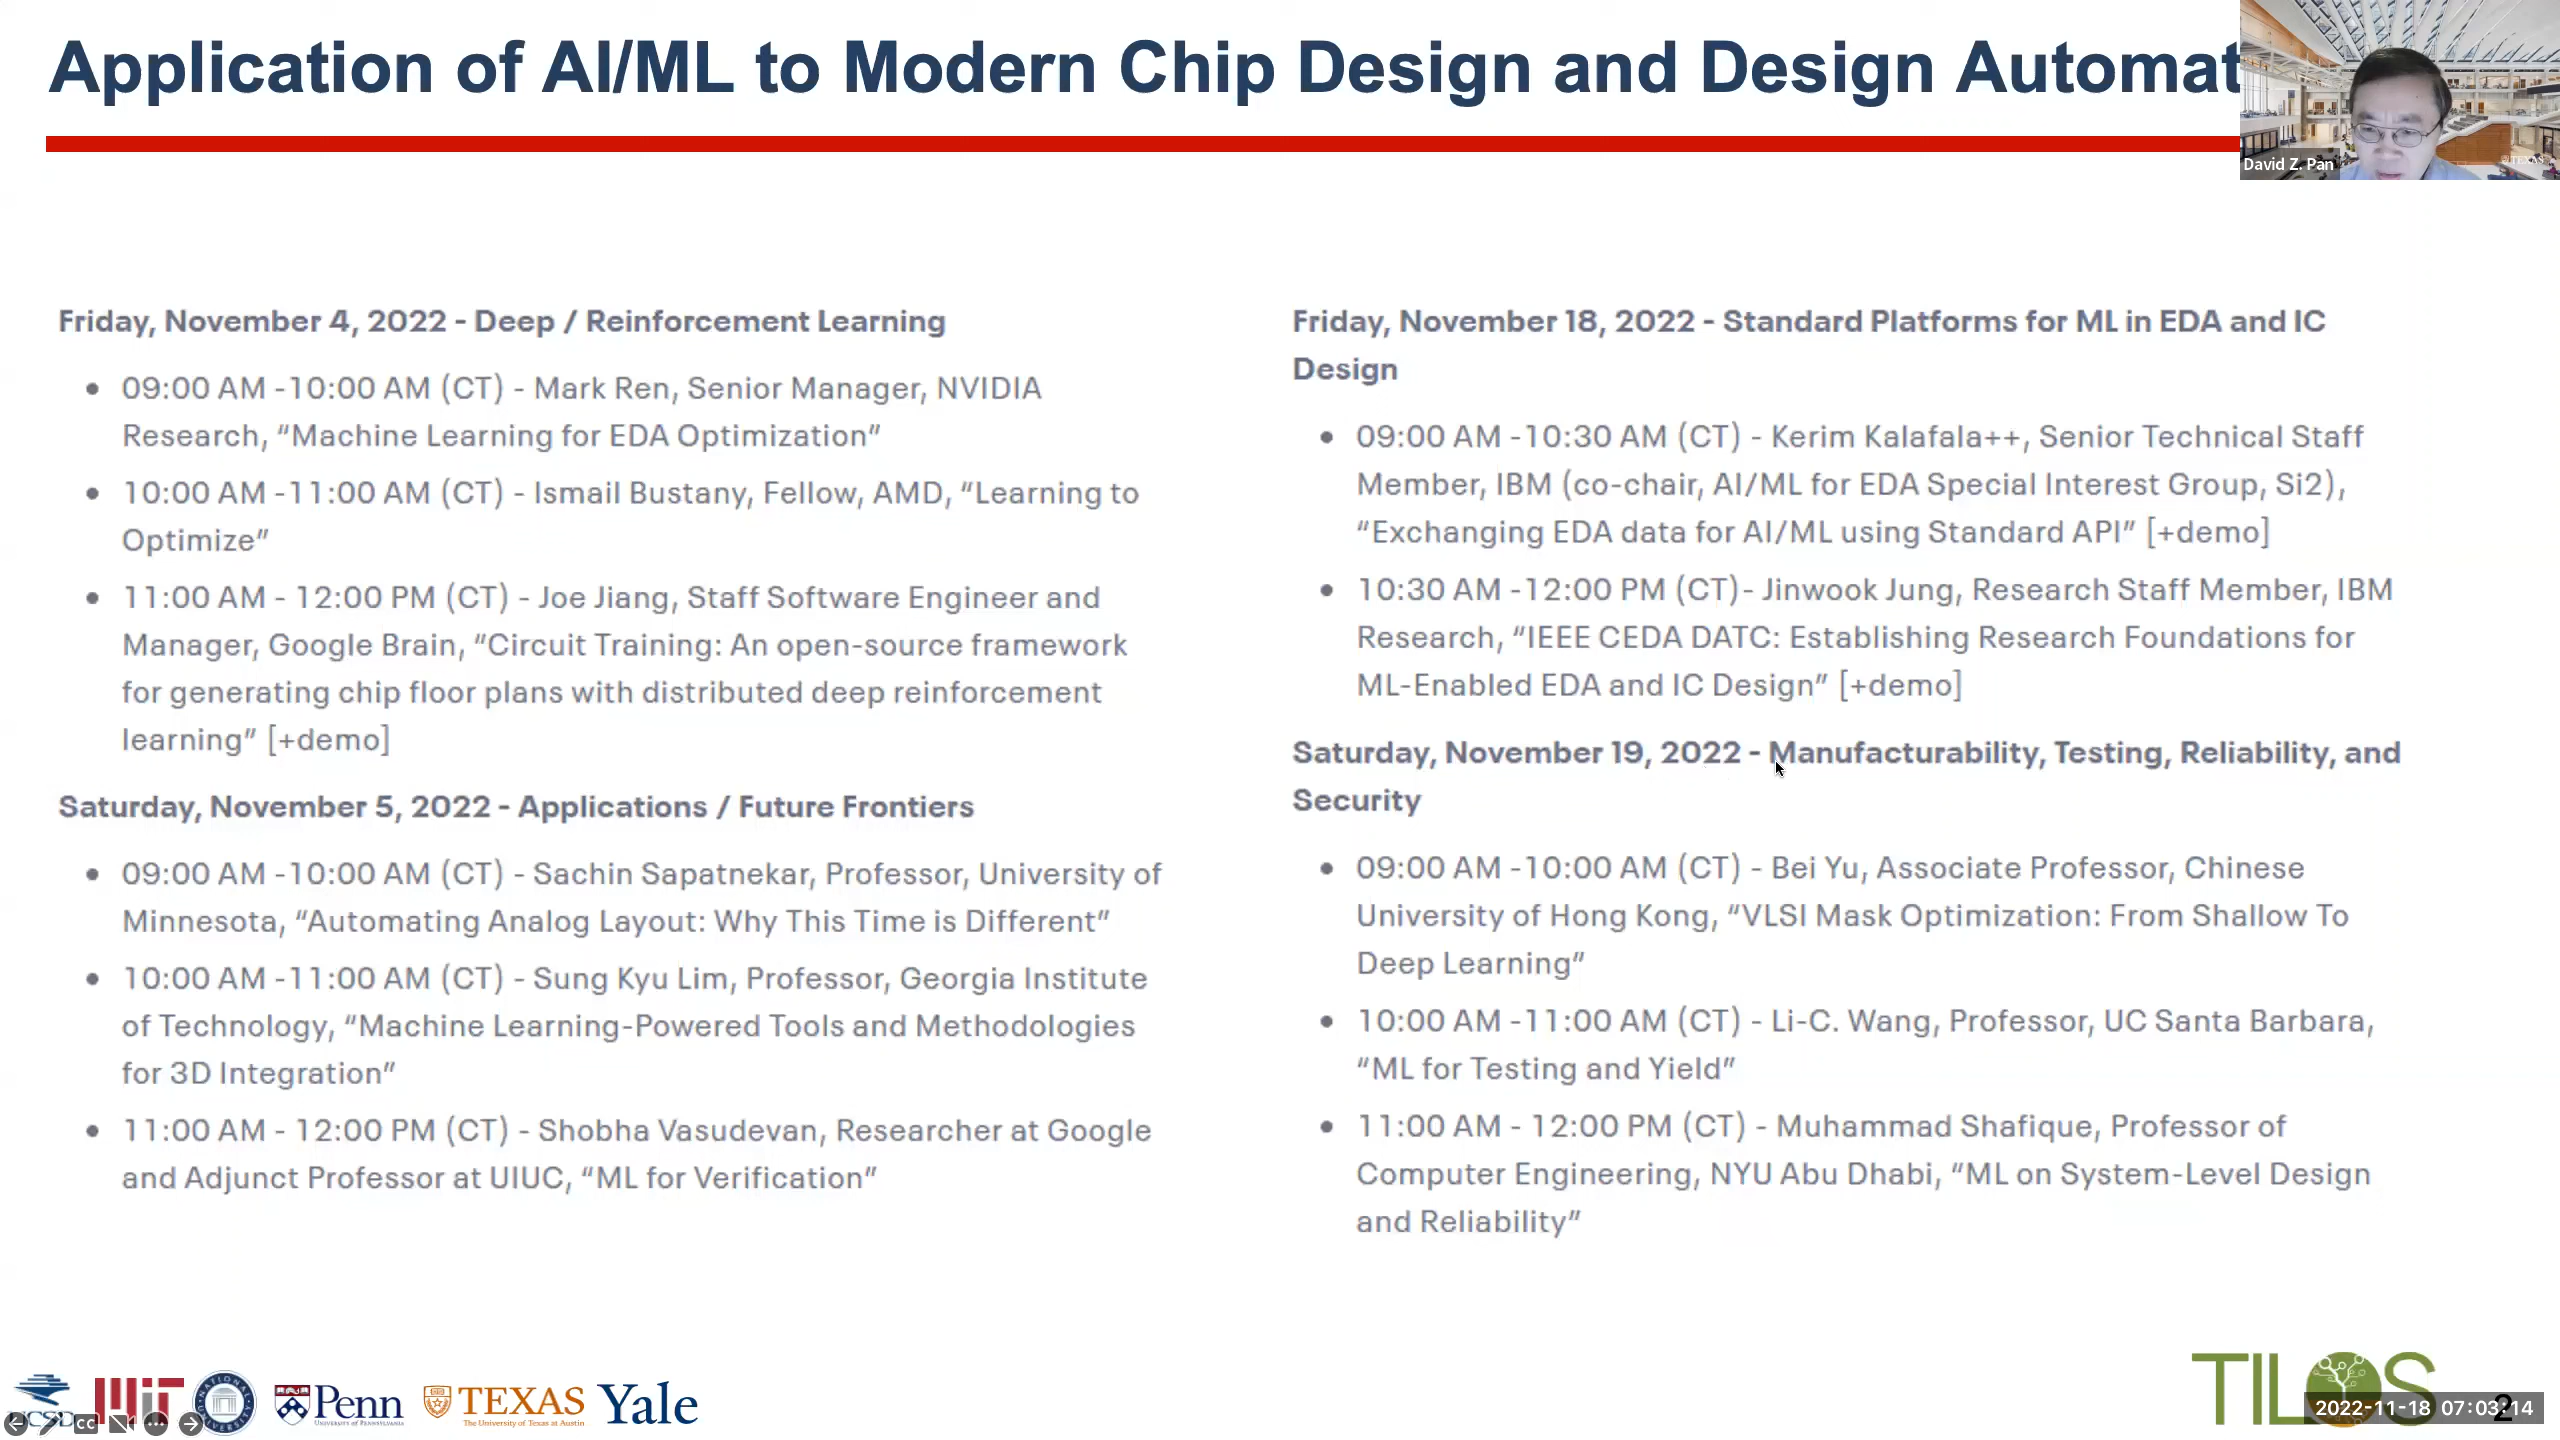 Application of AI/ML to Modern Chip Design and Design Automat
David Z. Pan
TEXAS
Friday, November 4, 2022 - Deep / Reinforcement Learning
• 09:00 AM -10:00 AM (CT) - Mark Ren, Senior Manager, NVIDIA
Research, “Machine Learning for EDA Optimization”
• 10:00 AM -11:00 AM (CT) - Ismail Bustany, Fellow, AMD, “Learning to
Optimize”
• 11:00 AM - 12:00 PM (CT) - Joe Jiang, Staff Software Engineer and
Manager, Google Brain, “Circuit Training: An open-source framework
for generating chip floor plans with distributed deep reinforcement
learning” [+demo]
Saturday, November 5, 2022 - Applications / Future Frontiers
• 09:00 AM -10:00 AM (CT) - Sachin Sapatnekar, Professor, University of
Minnesota, “Automating Analog Layout: Why This Time is Different”
• 10:00 AM -11:00 AM (CT) - Sung Kyu Lim, Professor, Georgia Institute
of Technology, “Machine Learning-Powered Tools and Methodologies
for 3D Integration”
• 11:00 AM - 12:00 PM (CT) - Shobha Vasudevan, Researcher at Google
and Adjunct Professor at UIUC, “ML for Verification”
Friday, November 18, 2022 - Standard Platforms for ML in EDA and IC
Design
• 09:00 AM -10:30 AM (CT) - Kerim Kalafala++, Senior Technical Staff
Member, IBM (co-chair, AI/ML for EDA Special Interest Group, Si2),
“Exchanging EDA data for AI/ML using Standard API” [+demo]
• 10:30 AM -12:00 PM (CT)- Jinwook Jung, Research Staff Member, IBM
Research, “IEEE CEDA DATC: Establishing Research Foundations for
ML-Enabled EDA and IC Design” [+demo]
Saturday, November 19, 2022 - Manufacturability, Testing, Reliability, and
Security
• 09:00 AM -10:00 AM (CT) - Bei Yu, Associate Professor, Chinese
University of Hong Kong, “VLSI Mask Optimization: From Shallow To
Deep Learning”
• 10:00 AM -11:00 AM (CT) - Li-C. Wang, Professor, UC Santa Barbara,
“ML for Testing and Yield”
• 11:00 AM - 12:00 PM (CT) - Muhammad Shafique, Professor of
Computer Engineering, NYU Abu Dhabi, “ML on System-Level Design
and Reliability”
UCSD
MIT
NATIONAL UNIVERSITY
Penn
UNIVERSITY of PENNSYLVANIA
TEXAS
The University of Texas at Austin
Yale
CC
TILOS
2
2022-11-18 07:03:14